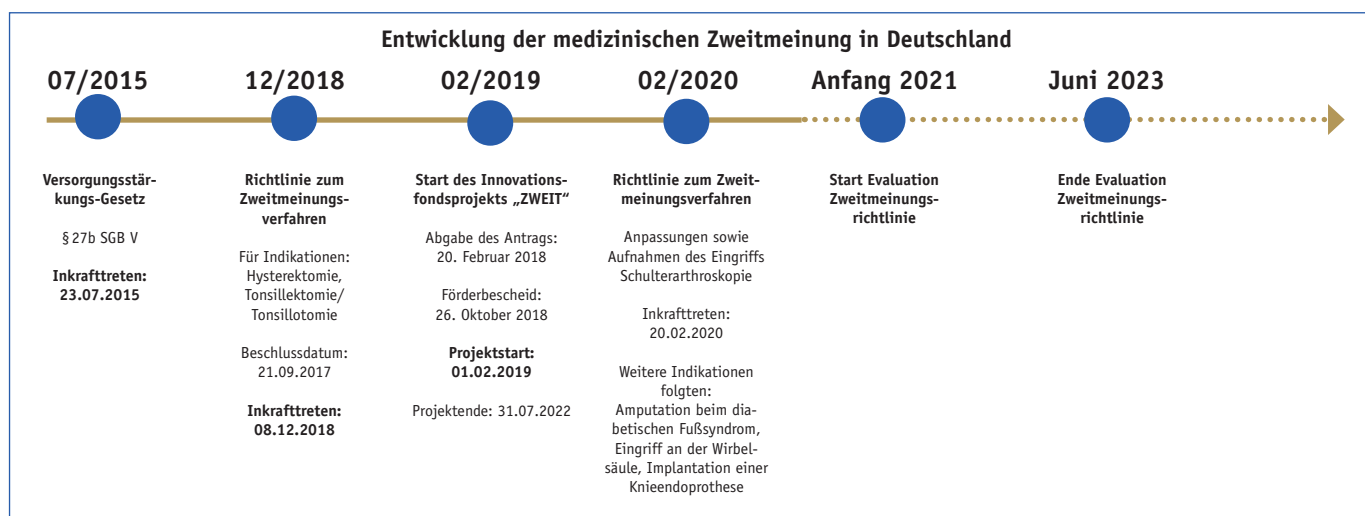 Entwicklung der medizinischen Zweitmeinung in Deutschland
07/2015
12/2018
02/2019
02/2020
Anfang 2021
Juni 2023
Versorgungsstär-
kungs-Gesetz
§ 27b SGB V
Inkrafttreten:
23.07.2015
Richtlinie zum
Zweitmeinungs-
verfahren
Für Indikationen:
Hysterektomie,
Tonsillektomie/
Tonsillotomie
Beschlussdatum:
21.09.2017
Inkrafttreten:
08.12.2018
Start des Innovations-
fondsprojekts „ZWEIT“
Abgabe des Antrags:
20. Februar 2018
Förderbescheid:
26. Oktober 2018
Projektstart:
01.02.2019
Projektende: 31.07.2022
Richtlinie zum Zweit-
meinungsverfahren
Anpassungen sowie
Aufnahmen des Eingriffs
Schulterarthroskopie
Inkrafttreten:
20.02.2020
Weitere Indikationen
folgten:
Amputation beim dia-
betischen Fußsyndrom,
Eingriff an der Wirbel-
säule, Implantation einer
Knieendoprothese
Start Evaluation
Zweitmeinungs-
richtlinie
Ende Evaluation
Zweitmeinungs-
richtlinie